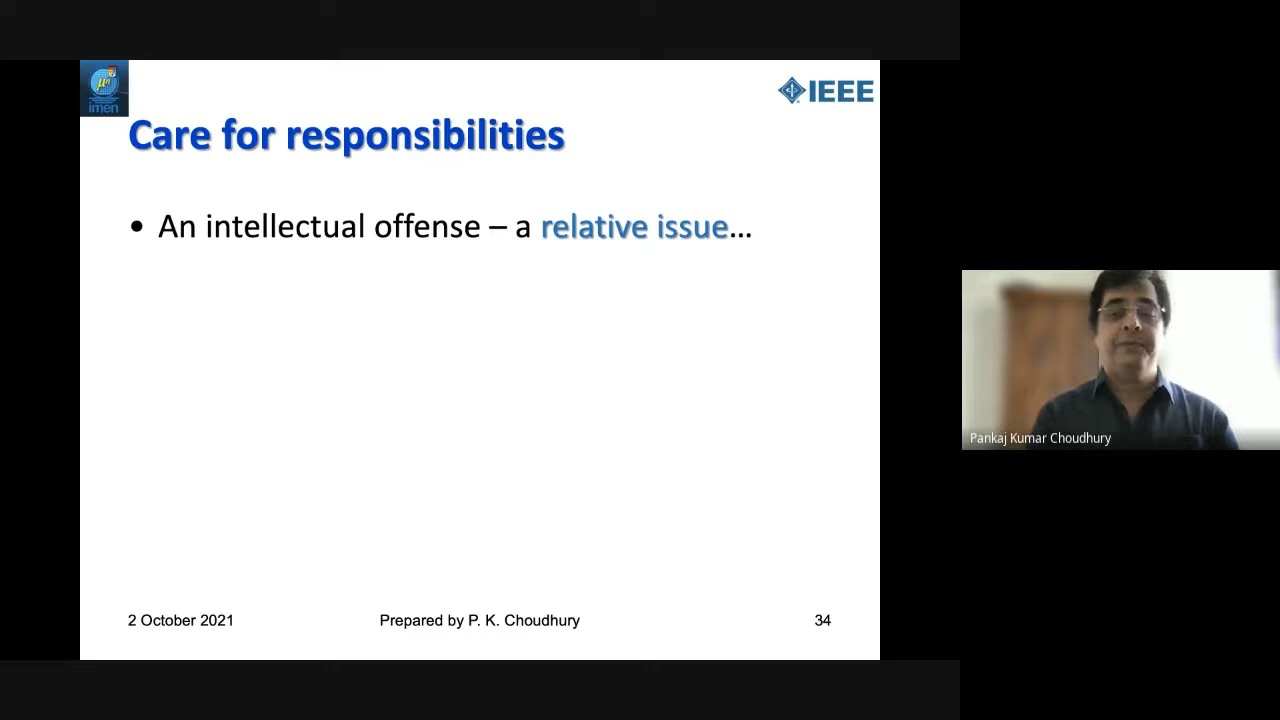 imen
IEEE
Care for responsibilities
• An intellectual offense – a relative issue...
Pankaj Kumar Choudhury
2 October 2021
Prepared by P. K. Choudhury
34